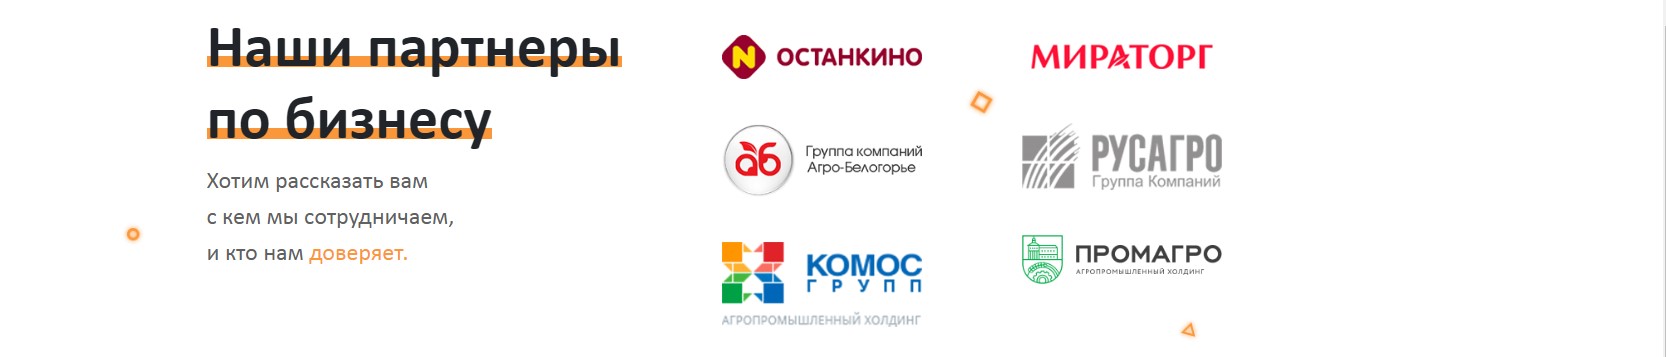 Наши партнеры
по бизнесу
Хотим рассказать вам
с кем мы сотрудничаем,
и кто нам доверяет.
N ОСТАНКИНО
МИРАТОРГ
аб
Группа компаний
Агро-Белогорье
РУСАГРО
Группа Компаний
КОМОС
ГРУПП
АГРОПРОМЫШЛЕННЫЙ ХОЛДИНГ
ПРОМАГРО
АГРОПРОМЫШЛЕННЫЙ ХОЛДИНГ